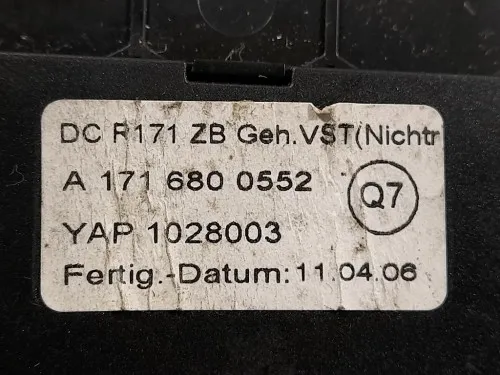 DC R171 ZB Geh.VST(Nichtr
A 171 680 0552
Q7
YAP 1028003
Fertig.-Datum: 11.04.06